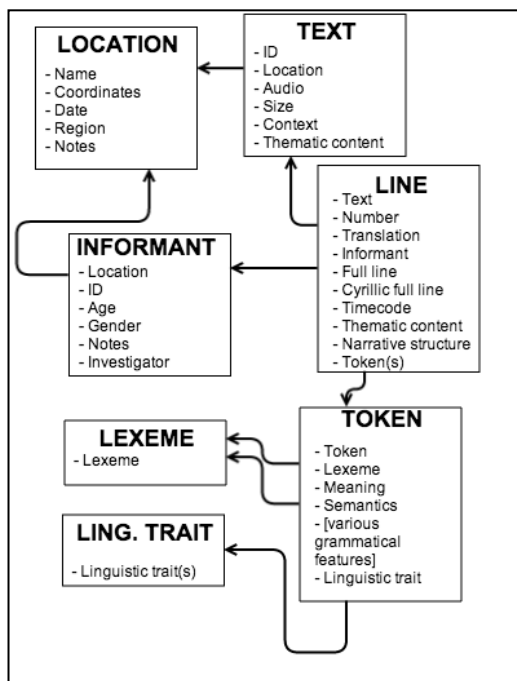 LOCATION
- Name
- Coordinates
- Date
- Region
- Notes
TEXT
- ID
- Location
- Audio
- Size
- Context
- Thematic content
LINE
- Text
- Number
- Translation
- Informant
- Full line
- Cyrillic full line
- Timecode
- Thematic content
- Narrative structure
- Token(s)
INFORMANT
- Location
- ID
- Age
- Gender
- Notes
- Investigator
TOKEN
- Token
- Lexeme
- Meaning
- Semantics
- [various
grammatical
features]
- Linguistic trait
LEXEME
- Lexeme
LING. TRAIT
- Linguistic trait(s)